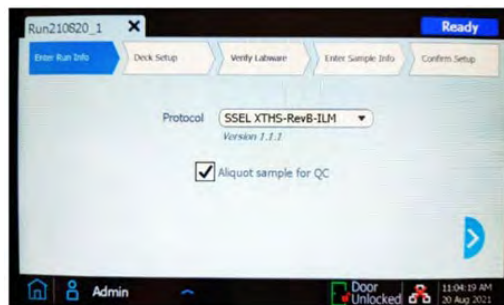 Run210820_1
Ready
Enter Run Info
Deck Setup
Verify Labware
Enter Sample Info
Confirm Setup
Protocol
SSEL XTHS-RevB-ILM
Version 1.1.1
Aliquot sample for QC
Admin
Door
Unlocked
11:04:19 AM
20 Aug 2021